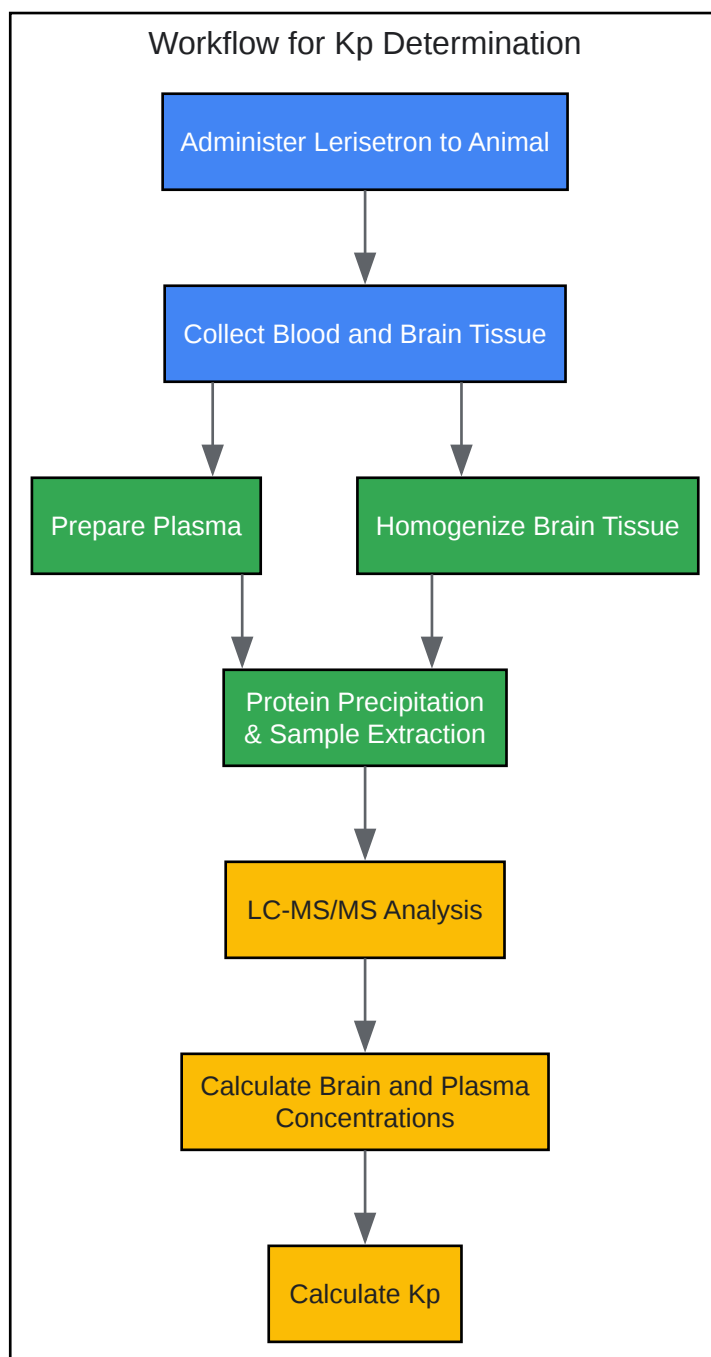 Workflow for Kp Determination
Administer Lerisetron to Animal
Collect Blood and Brain Tissue
Prepare Plasma
Homogenize Brain Tissue
Protein Precipitation
& Sample Extraction
LC-MS/MS Analysis
Calculate Brain and Plasma
Concentrations
Calculate Kp